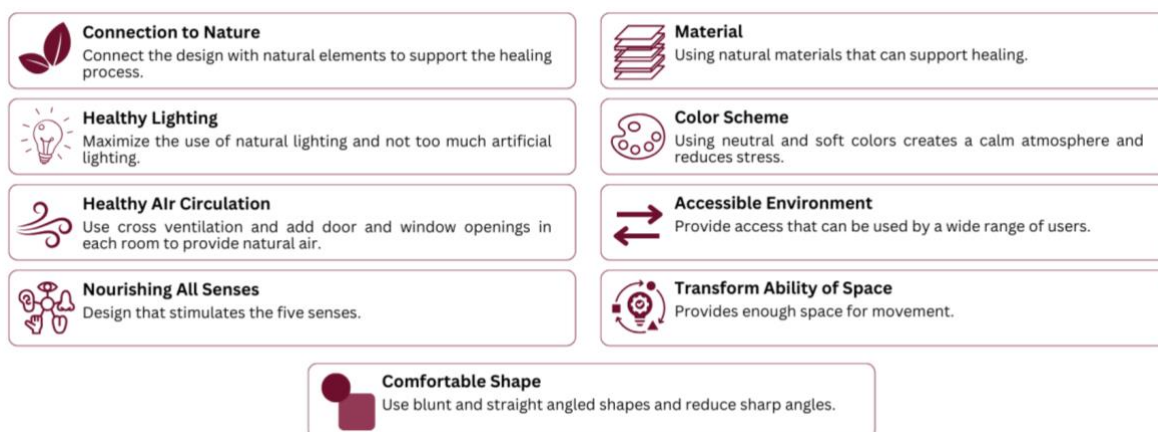 Connection to Nature
Connect the design with natural elements to support the healing
process.
Material
Using natural materials that can support healing.
Healthy Lighting
Maximize the use of natural lighting and not too much artificial
lighting.
Color Scheme
Using neutral and soft colors creates a calm atmosphere and
reduces stress.
Healthy AIr Circulation
Use cross ventilation and add door and window openings in
each room to provide natural air.
Accessible Environment
Provide access that can be used by a wide range of users.
Nourishing All Senses
Design that stimulates the five senses.
Transform Ability of Space
Provides enough space for movement.
Comfortable Shape
Use blunt and straight angled shapes and reduce sharp angles.